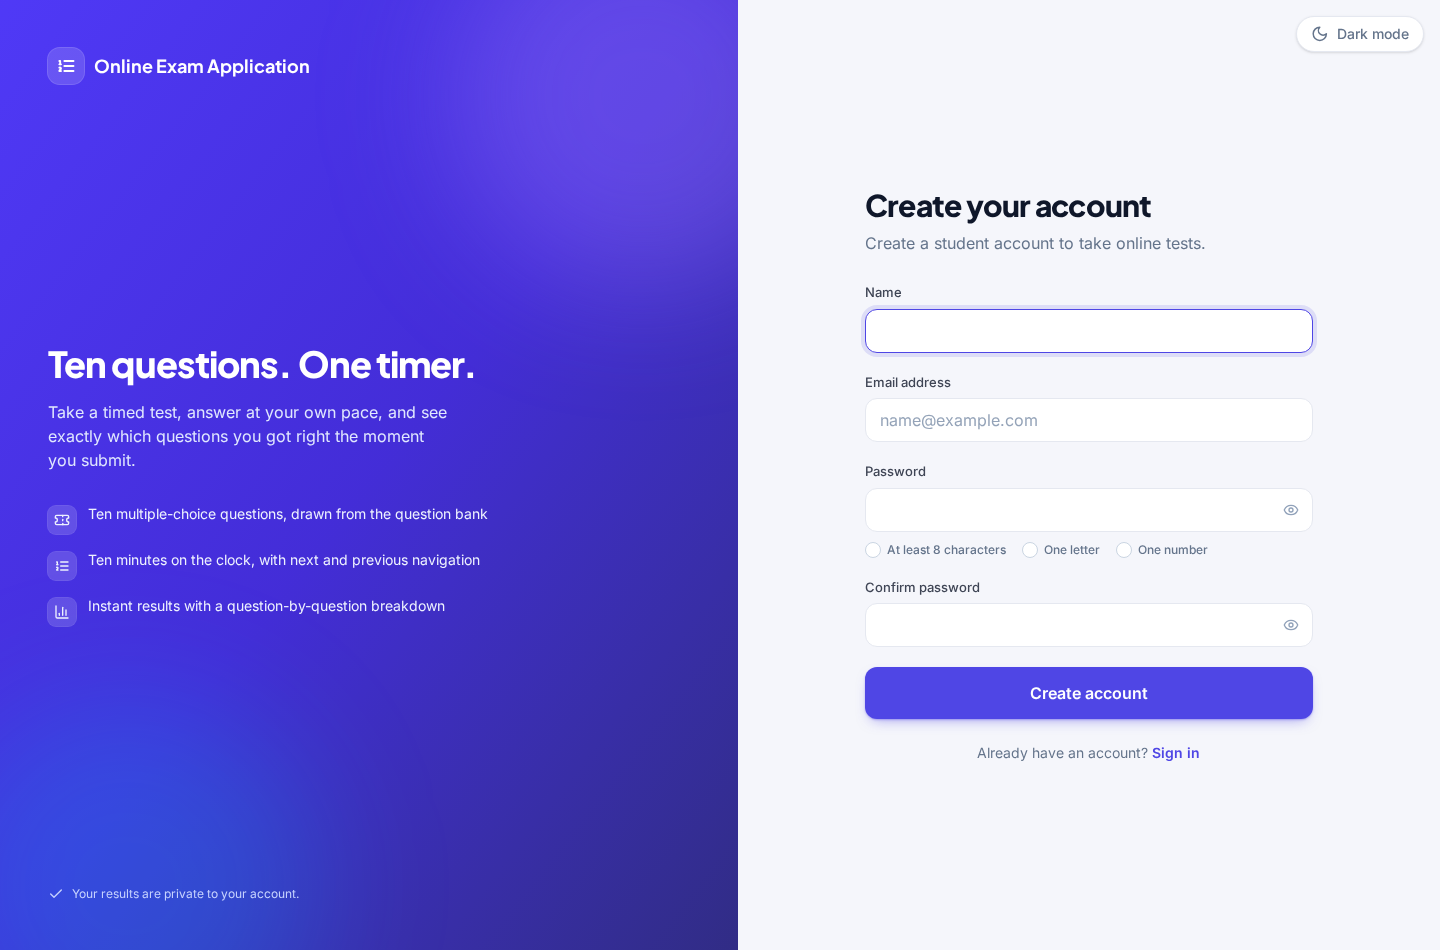 Online Exam Application
Ten questions. One timer.
Take a timed test, answer at your own pace, and see
exactly which questions you got right the moment
you submit.
Ten multiple-choice questions, drawn from the question bank
Ten minutes on the clock, with next and previous navigation
Instant results with a question-by-question breakdown
Your results are private to your account.
Dark mode
Create your account
Create a student account to take online tests.
Name
Email address
name@example.com
Password
At least 8 characters One letter One number
Confirm password
Create account
Already have an account? Sign in